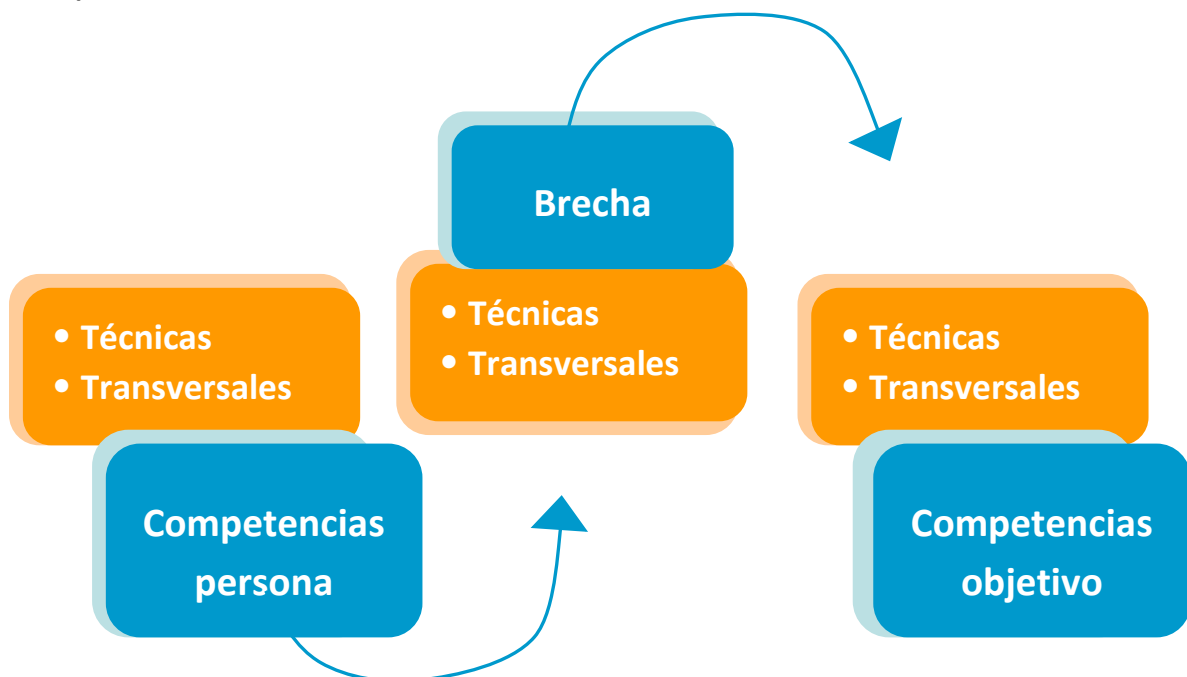 • Técnicas
• Transversales
Competencias
persona
Brecha
• Técnicas
• Transversales
• Técnicas
• Transversales
Competencias
objetivo